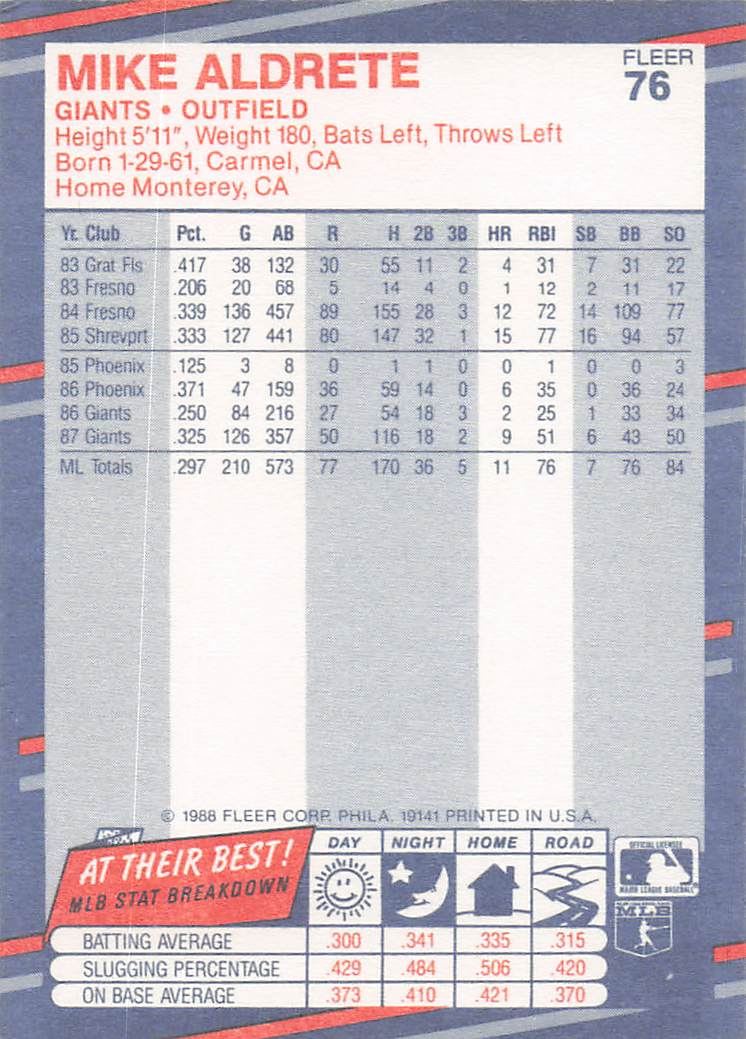 MIKE ALDRETE
FLEER
76
GIANTS • OUTFIELD
Height 5'11", Weight 180, Bats Left, Throws Left
Born 1-29-61, Carmel, CA
Home Monterey, CA
Yr. Club Pct. G AB R H 2B 3B HR RBI SB BB SO
83 Grat Fls .417 38 132 30 55 11 2 4 31 7 31 22
83 Fresno .206 20 68 5 14 4 0 1 12 2 11 17
84 Fresno .339 136 457 89 155 28 3 12 72 14 109 77
85 Shrevprt .333 127 441 80 147 32 1 15 77 16 94 57
85 Phoenix .125 3 8 0 1 1 0 0 1 0 0 3
86 Phoenix .371 47 159 36 59 14 0 6 35 0 36 24
86 Giants .250 84 216 27 54 18 3 2 25 1 33 34
87 Giants .325 126 357 50 116 18 2 9 51 6 43 50
ML Totals .297 210 573 77 170 36 5 11 76 7 76 84
© 1988 FLEER CORP. PHILA. 19141 PRINTED IN U.S.A.
AT THEIR BEST!
MLB STAT BREAKDOWN
DAY NIGHT HOME ROAD
OFFICIAL LICENSEE
MAJOR LEAGUE BASEBALL
MLB
BATTING AVERAGE .300 .341 .335 .315
SLUGGING PERCENTAGE .429 .484 .506 .420
ON BASE AVERAGE .373 .410 .421 .370